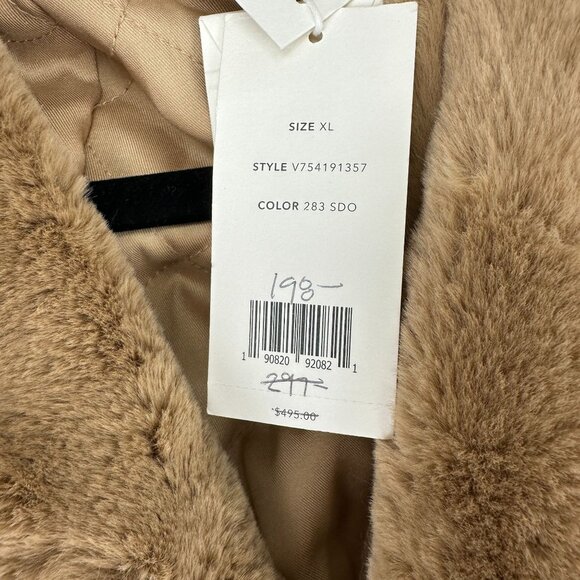 SIZE XL
STYLE V754191357
COLOR 283 SDO
198-
1 90820 92082 1
299-
$495.00